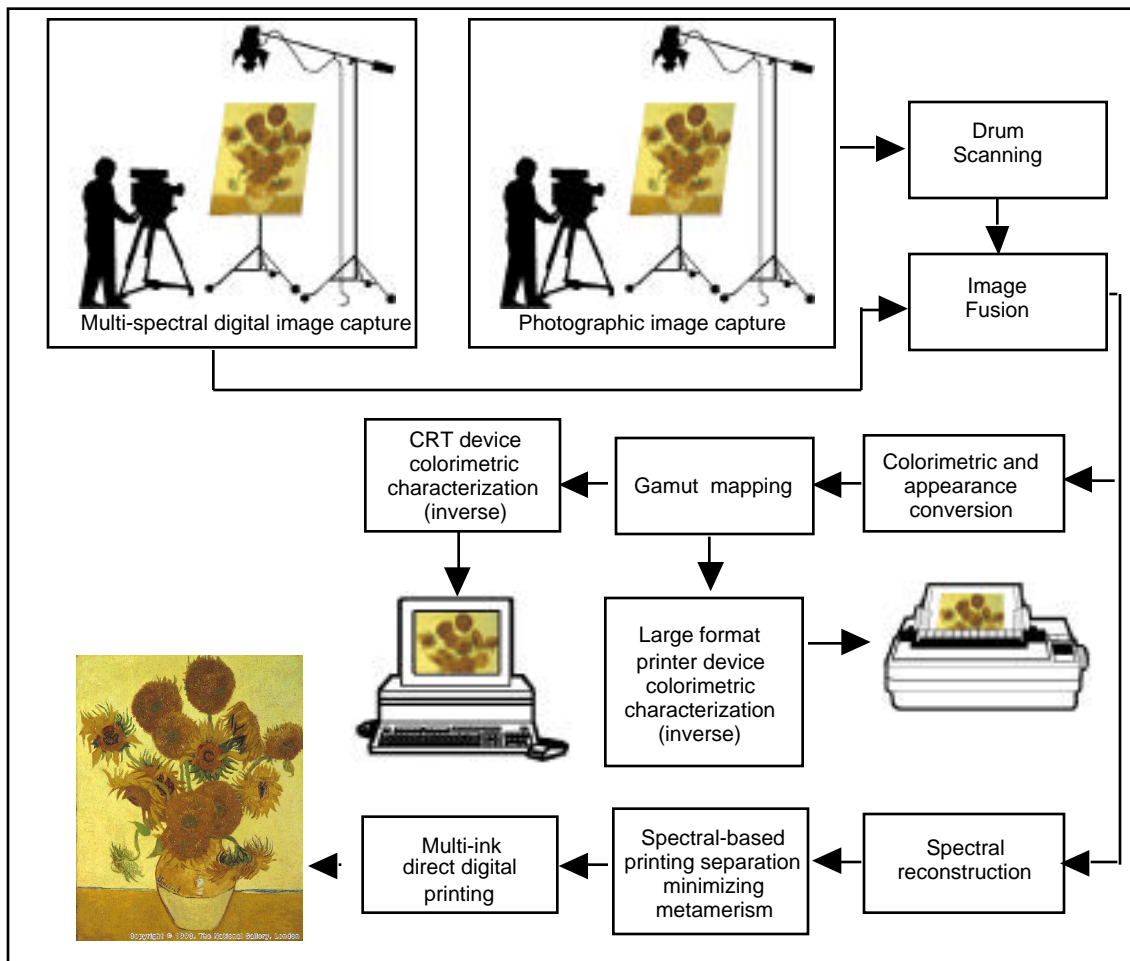 Multi-spectral digital image capture
Photographic image capture
Drum
Scanning
Image
Fusion
CRT device
colorimetric
characterization
(inverse)
Gamut mapping
Colorimetric and
appearance
conversion
Large format
printer device
colorimetric
characterization
(inverse)
Multi-ink
direct digital
printing
Spectral-based
printing separation
minimizing
metamerism
Spectral
reconstruction